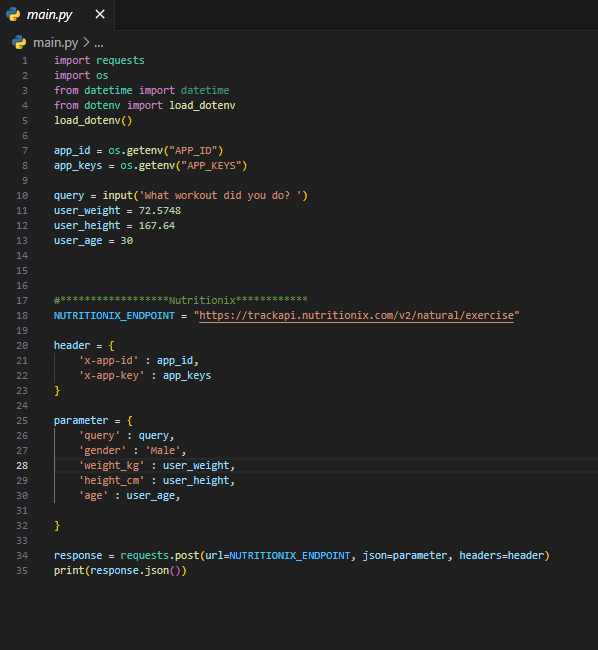 main.py ×
main.py > ...
1 import requests
2 import os
3 from datetime import datetime
4 from dotenv import load_dotenv
5 load_dotenv()
6
7 app_id = os.getenv("APP_ID")
8 app_keys = os.getenv("APP_KEYS")
9
10 query = input('What workout did you do? ')
11 user_weight = 72.5748
12 user_height = 167.64
13 user_age = 30
14
15
16
17 #******************Nutritionix************
18 NUTRITIONIX_ENDPOINT = "https://trackapi.nutritionix.com/v2/natural/exercise"
19
20 header = {
21     'x-app-id' : app_id,
22     'x-app-key' : app_keys
23 }
24
25 parameter = {
26     'query' : query,
27     'gender' : 'Male',
28     'weight_kg' : user_weight,
29     'height_cm' : user_height,
30     'age' : user_age,
31
32 }
33
34 response = requests.post(url=NUTRITIONIX_ENDPOINT, json=parameter, headers=header)
35 print(response.json())